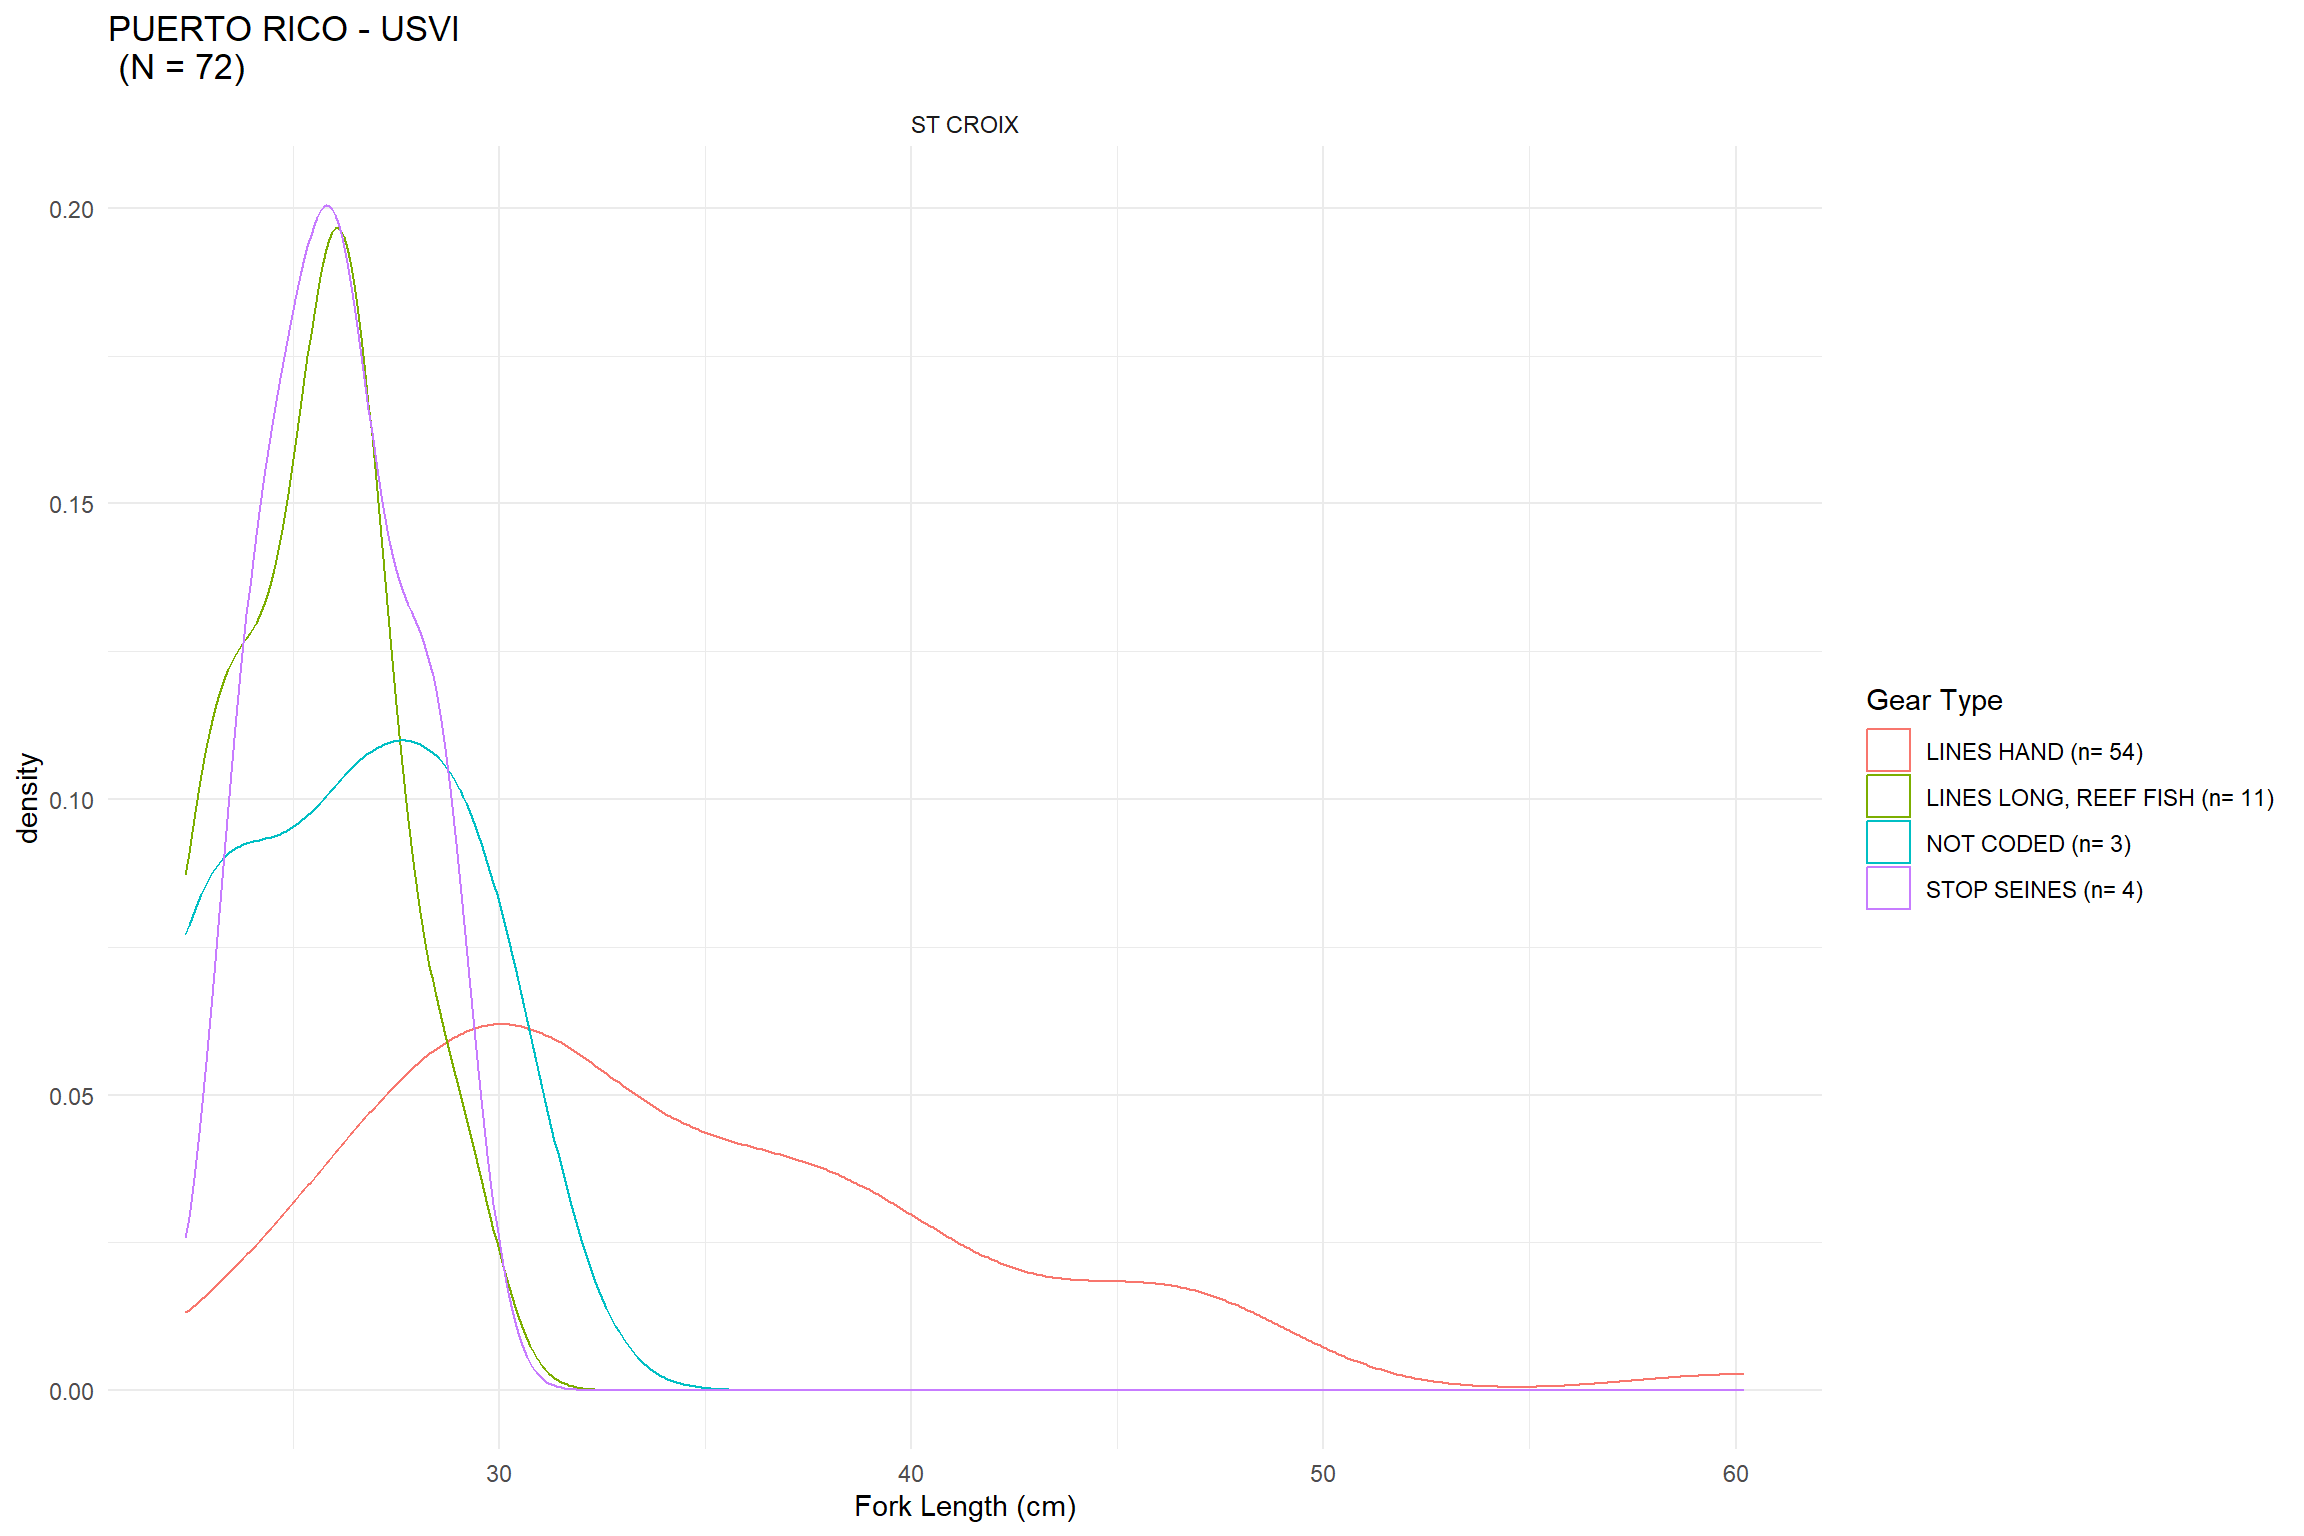 PUERTO RICO - USVI
(N = 72)
ST CROIX
0.20
0.15
0.10
0.05
0.00
density
30 40 50 60
Fork Length (cm)
Gear Type
LINES HAND (n= 54)
LINES LONG, REEF FISH (n= 11)
NOT CODED (n= 3)
STOP SEINES (n= 4)